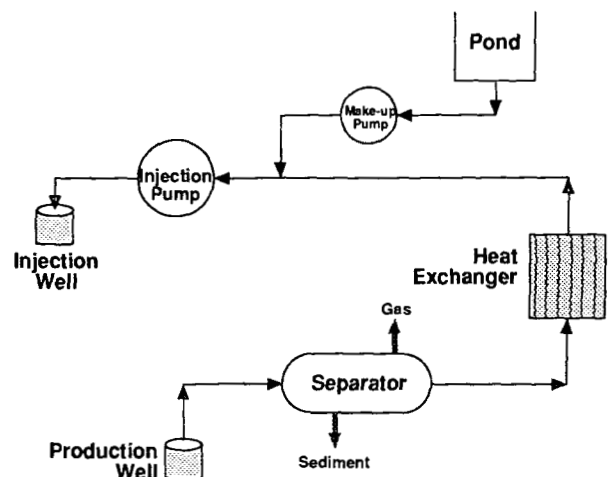 Pond
Make-up
Pump
Injection
Pump
Injection
Well
Heat
Exchanger
Gas
Separator
Production
Well
Sediment